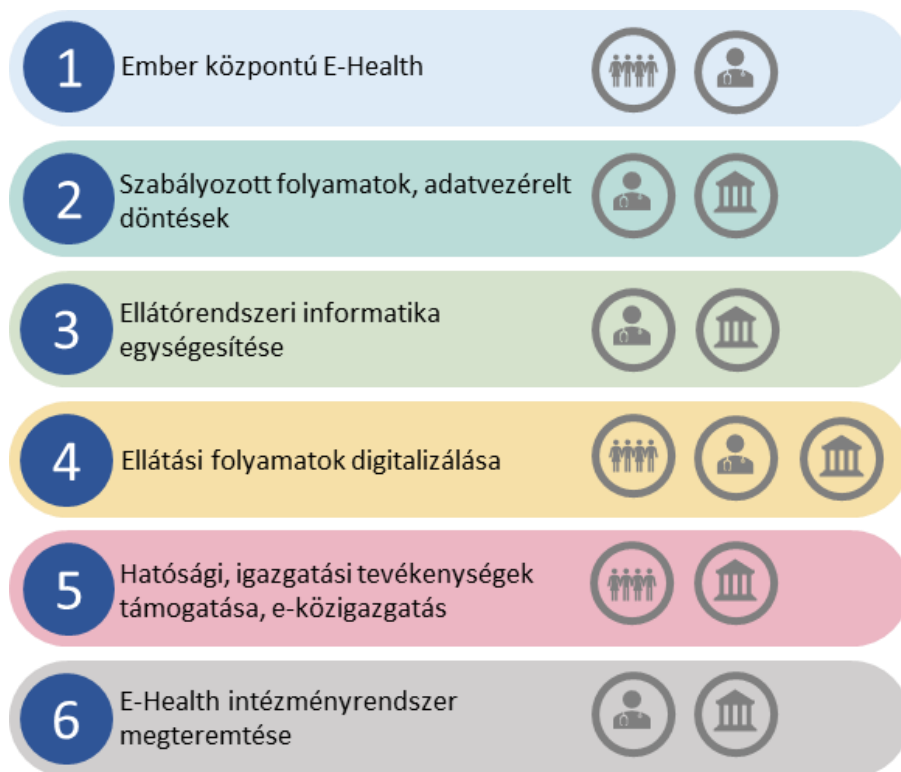 1
Ember központú E-Health
2
Szabályozott folyamatok, adatvezérelt
döntések
3
Ellátórendszeri informatika
egységesítése
4
Ellátási folyamatok digitalizálása
5
Hatósági, igazgatási tevékenységek
támogatása, e-közigazgatás
6
E-Health intézményrendszer
megteremtése